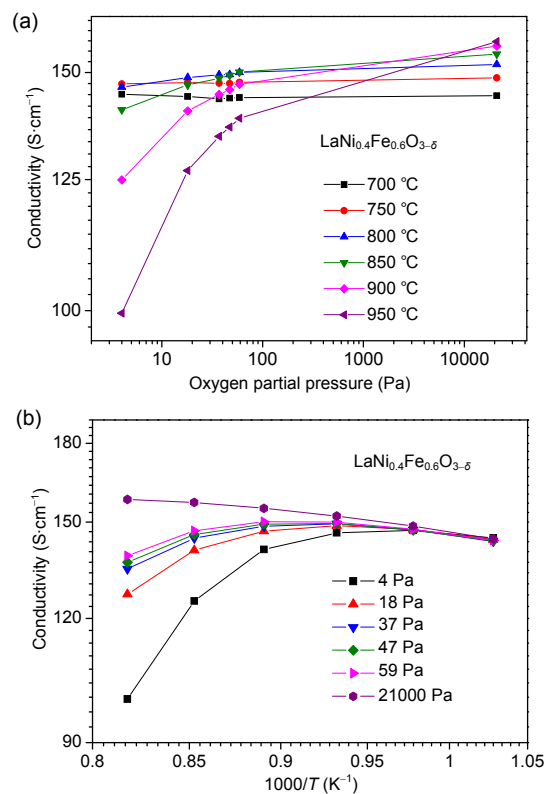 (a)
150
125
100
Conductivity (S·cm⁻¹)
LaNi₀.₄Fe₀.₆O₃₋δ
700 ℃
750 ℃
800 ℃
850 ℃
900 ℃
950 ℃
10 100 1000 10000
Oxygen partial pressure (Pa)
(b)
180
150
120
90
Conductivity (S·cm⁻¹)
LaNi₀.₄Fe₀.₆O₃₋δ
4 Pa
18 Pa
37 Pa
47 Pa
59 Pa
21000 Pa
0.8 0.85 0.9 0.95 1 1.05
1000/T (K⁻¹)